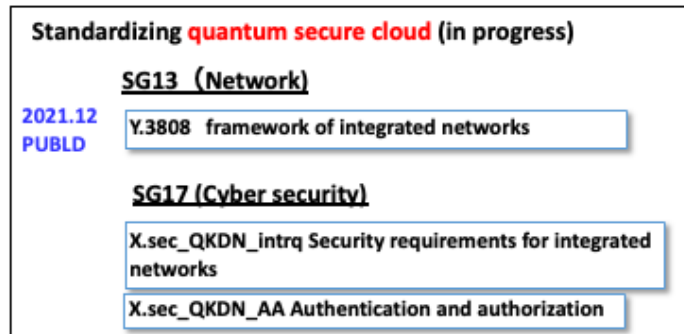 Standardizing quantum secure cloud (in progress)
SG13 （Network)
2021.12
PUBLD
Y.3808 framework of integrated networks
SG17 (Cyber security)
X.sec_QKDN_intrq Security requirements for integrated
networks
X.sec_QKDN_AA Authentication and authorization